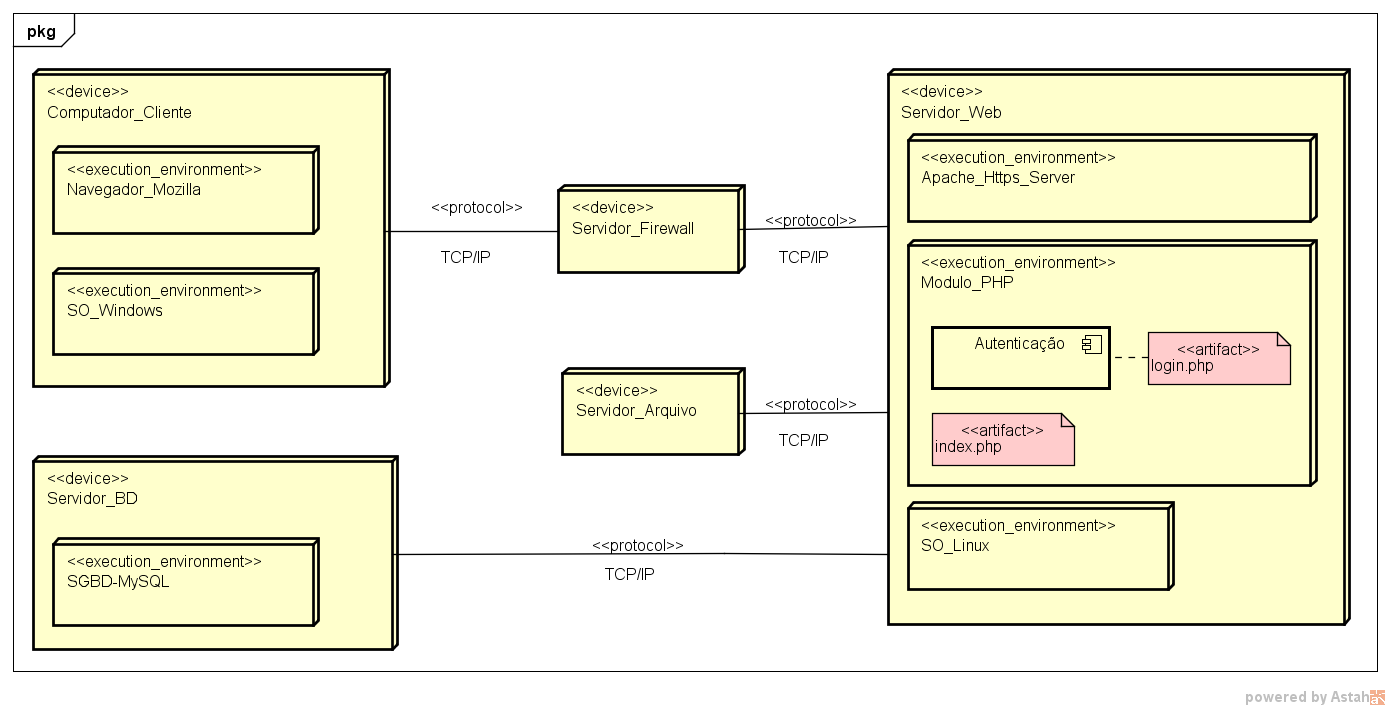 pkg
<<device>>
Computador_Cliente
<<execution_environment>>
Navegador_Mozilla
<<execution_environment>>
SO_Windows
<<protocol>>
TCP/IP
<<device>>
Servidor_Firewall
<<protocol>>
TCP/IP
<<device>>
Servidor_Web
<<execution_environment>>
Apache_Https_Server
<<execution_environment>>
Modulo_PHP
Autenticação
<<artifact>>
login.php
<<artifact>>
index.php
<<execution_environment>>
SO_Linux
<<device>>
Servidor_Arquivo
<<protocol>>
TCP/IP
<<device>>
Servidor_BD
<<execution_environment>>
SGBD-MySQL
<<protocol>>
TCP/IP
powered by Astah